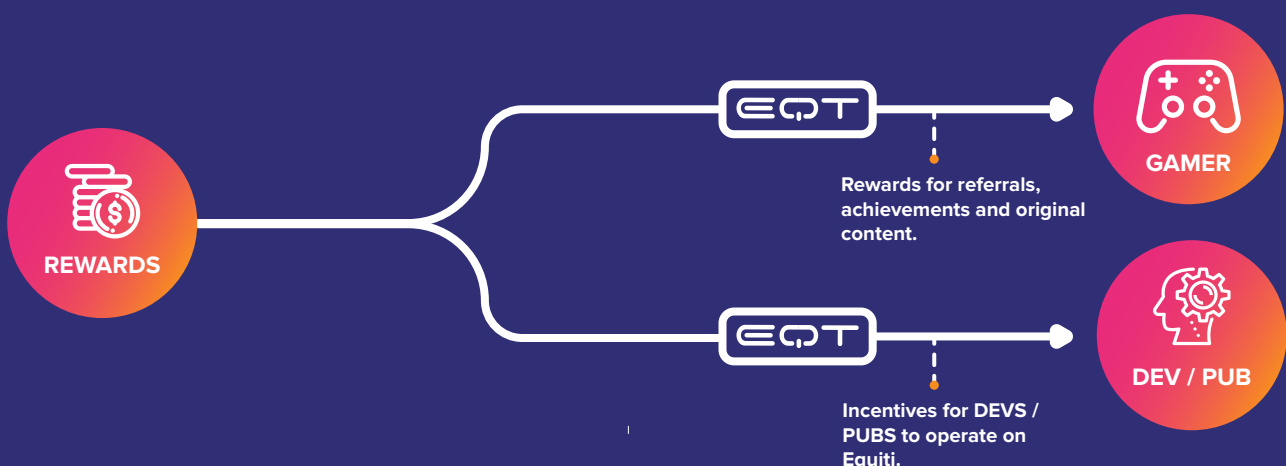 EQT
GAMER
Rewards for referrals,
achievements and original
content.
REWARDS
EQT
DEV / PUB
Incentives for DEVS /
PUBS to operate on
Equiti.